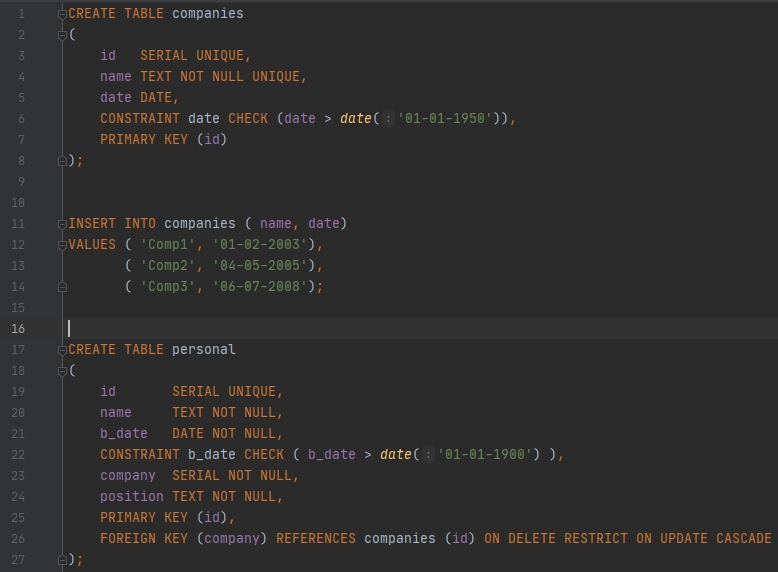 1 CREATE TABLE companies
2 (
3     id   SERIAL UNIQUE,
4     name TEXT NOT NULL UNIQUE,
5     date DATE,
6     CONSTRAINT date CHECK (date > date( : '01-01-1950')),
7     PRIMARY KEY (id)
8 );
9
10
11 INSERT INTO companies ( name, date)
12 VALUES ( 'Comp1', '01-02-2003'),
13        ( 'Comp2', '04-05-2005'),
14        ( 'Comp3', '06-07-2008');
15
16
17 CREATE TABLE personal
18 (
19     id       SERIAL UNIQUE,
20     name     TEXT NOT NULL,
21     b_date   DATE NOT NULL,
22     CONSTRAINT b_date CHECK ( b_date > date( : '01-01-1900') ),
23     company  SERIAL NOT NULL,
24     position TEXT NOT NULL,
25     PRIMARY KEY (id),
26     FOREIGN KEY (company) REFERENCES companies (id) ON DELETE RESTRICT ON UPDATE CASCADE
27 );